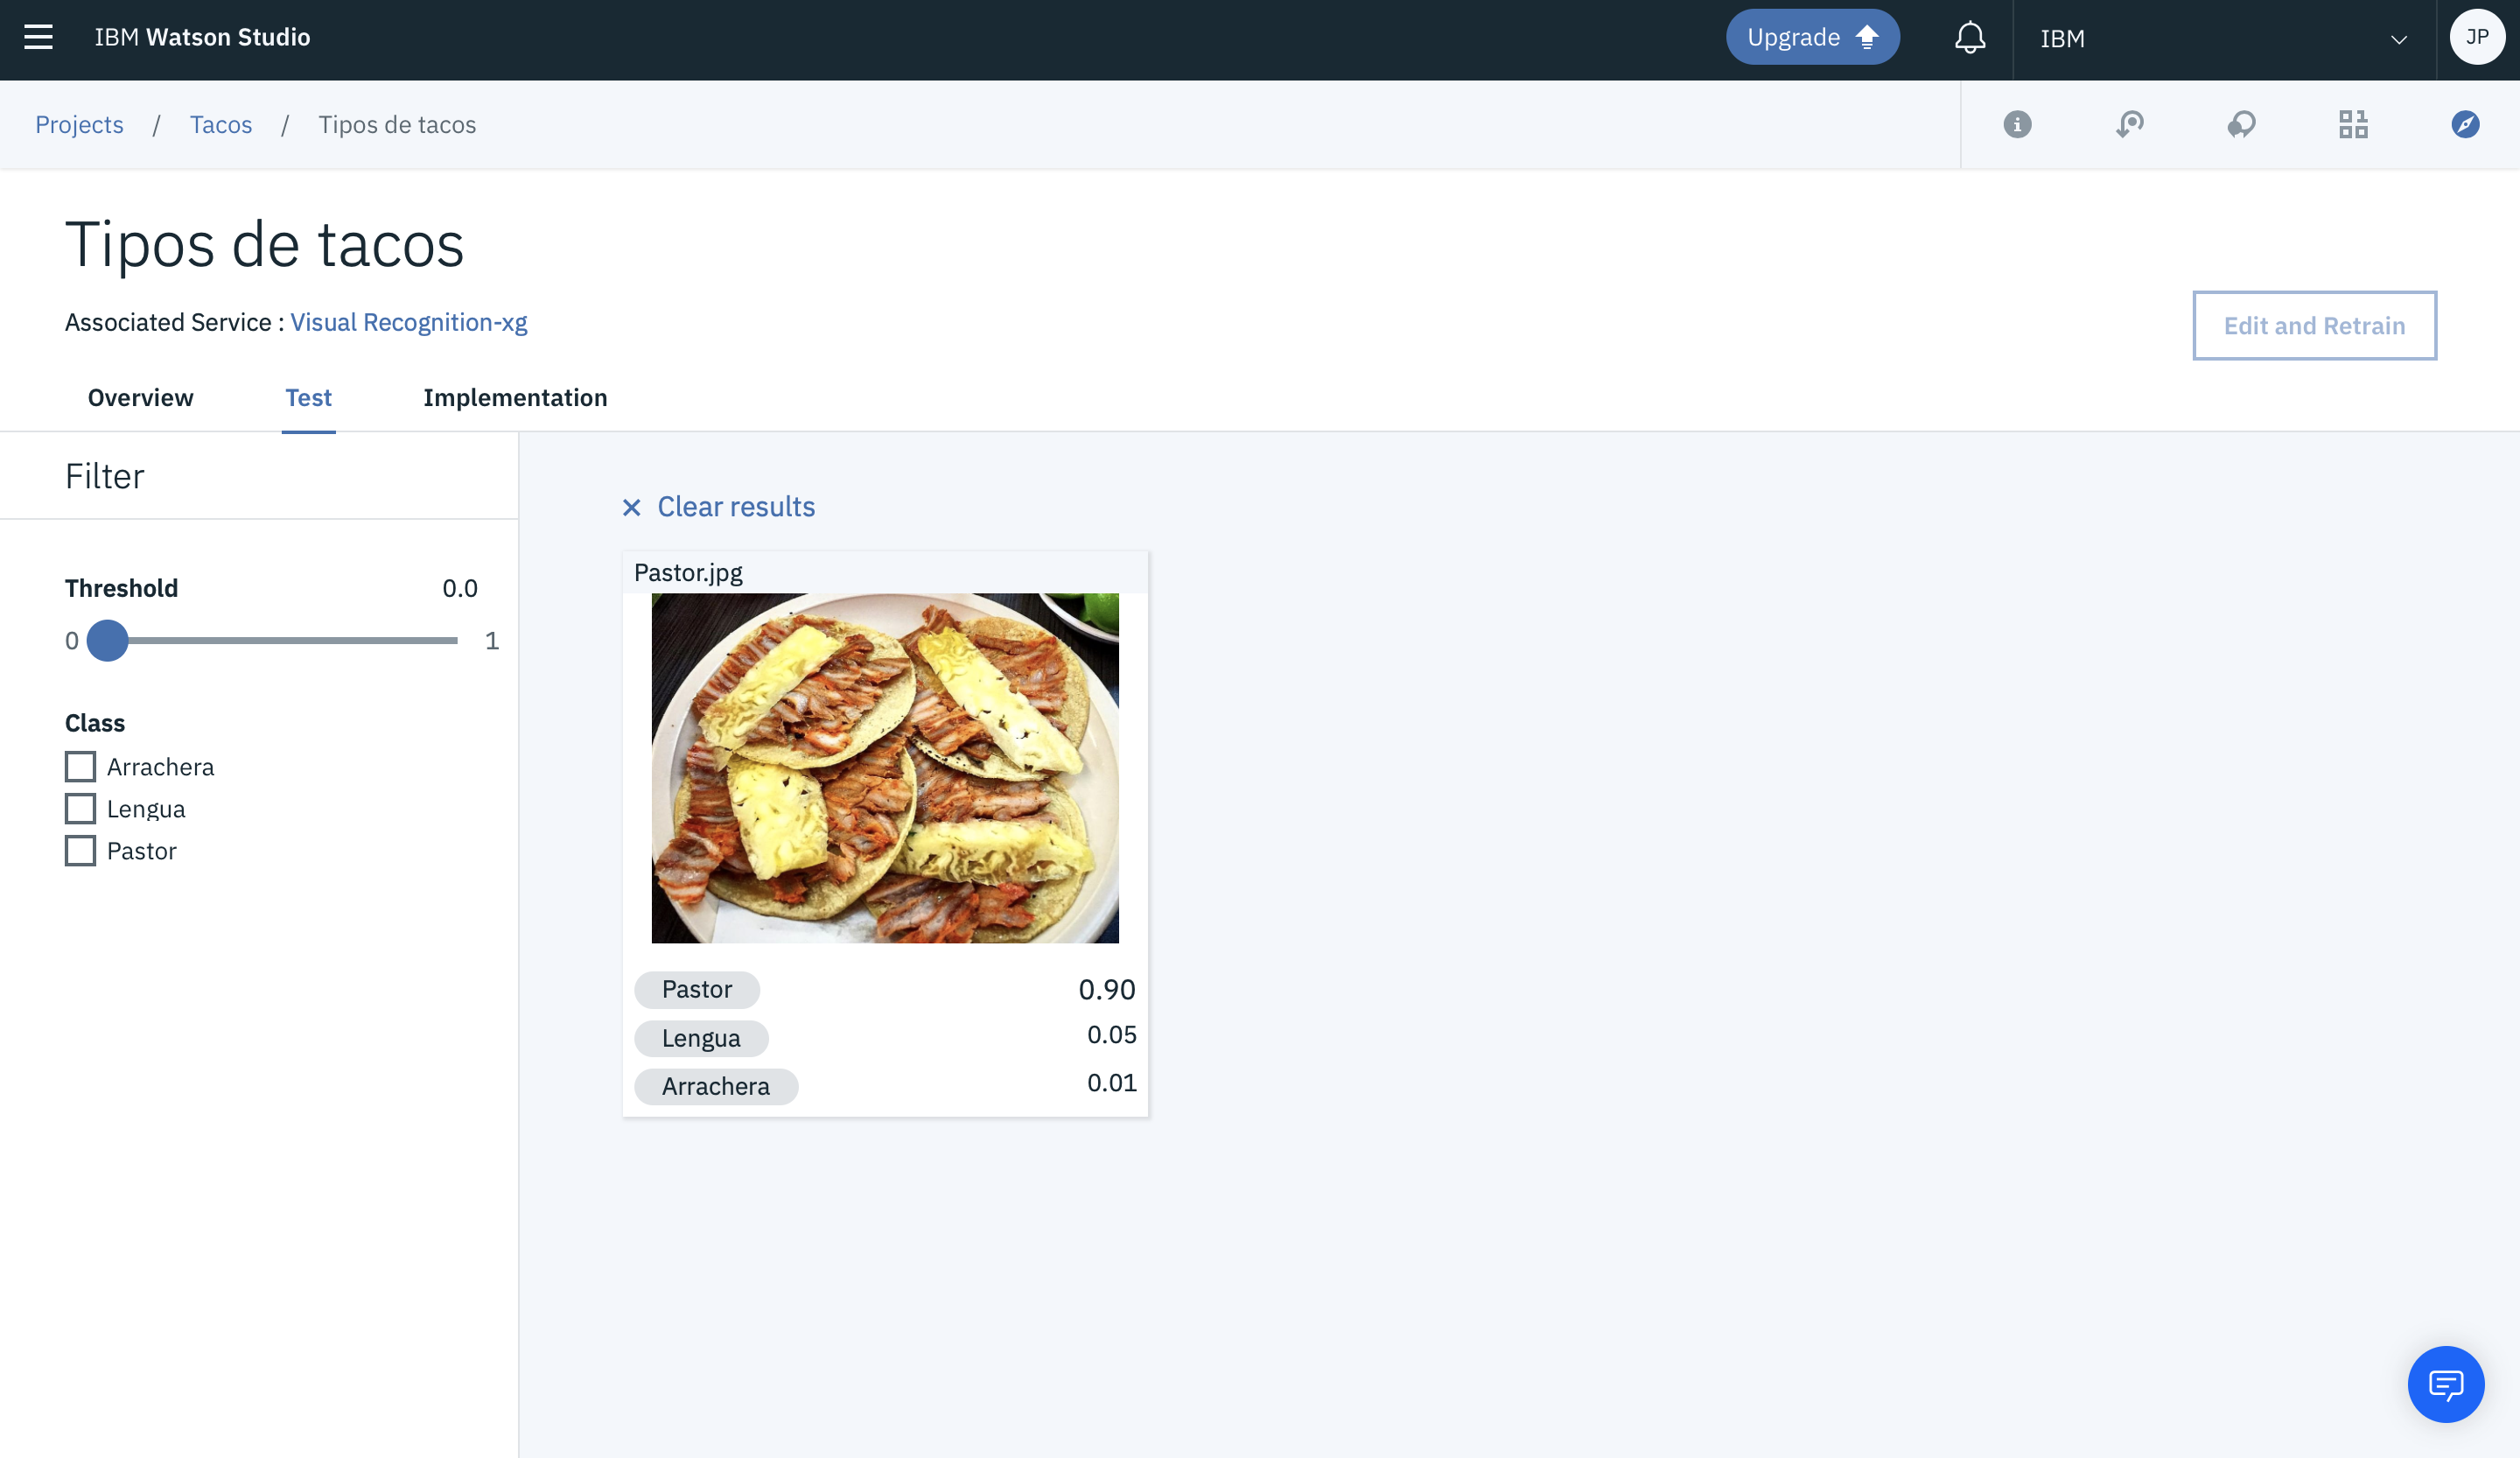 IBM Watson Studio
Upgrade
IBM
JP
Projects / Tacos / Tipos de tacos
Tipos de tacos
Associated Service : Visual Recognition-xg
Edit and Retrain
Overview
Test
Implementation
Filter
Threshold 0.0
0 1
Class
Arrachera
Lengua
Pastor
× Clear results
Pastor.jpg
Pastor 0.90
Lengua 0.05
Arrachera 0.01